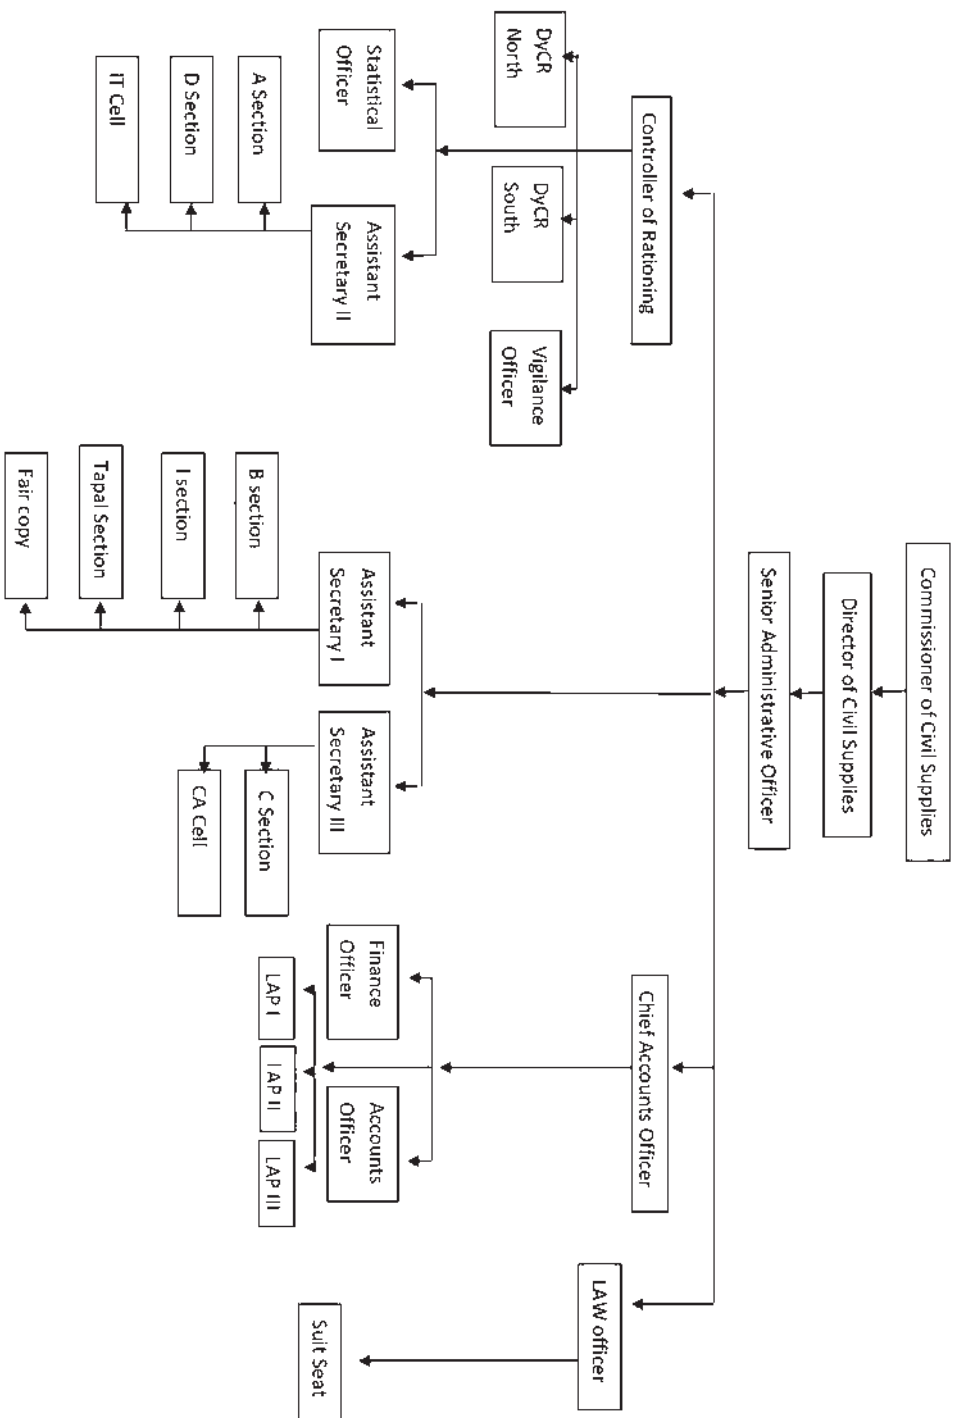 Commissioner of Civil Supplies
Director of Civil Supplies
Senior Administrative Officer
Controller of Rationing
Chief Accounts Officer
LAW officer
DyCR
North
DyCR
South
Vigilance
Officer
Statistical
Officer
Assistant
Secretary II
Assistant
Secretary I
Assistant
Secretary III
Finance
Officer
Accounts
Officer
Suit Seat
A Section
D Section
IT Cell
B section
I section
Tapal Section
Fair copy
C Section
CA Cell
LAP I
LAP II
LAP III